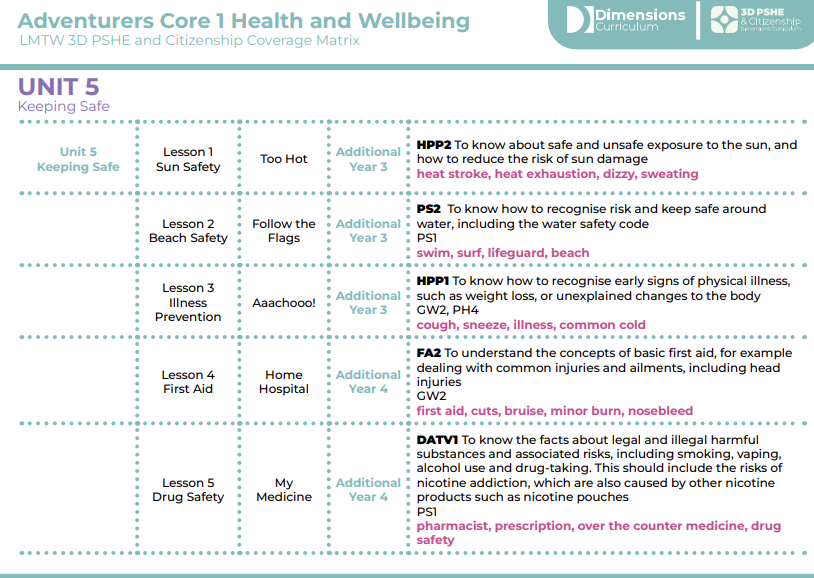 Adventurers Core 1 Health and Wellbeing
LMTW 3D PSHE and Citizenship Coverage Matrix
Dimensions
Curriculum
3D PSHE
& Citizenship
Dimensions Curriculum
UNIT 5
Keeping Safe
Unit 5
Keeping Safe
Lesson 1
Sun Safety
Too Hot
Additional
Year 3
HPP2 To know about safe and unsafe exposure to the sun, and
how to reduce the risk of sun damage
heat stroke, heat exhaustion, dizzy, sweating
Lesson 2
Beach Safety
Follow the
Flags
Additional
Year 3
PS2 To know how to recognise risk and keep safe around
water, including the water safety code
PS1
swim, surf, lifeguard, beach
Lesson 3
Illness
Prevention
Aaachooo!
Additional
Year 3
HPP1 To know how to recognise early signs of physical illness,
such as weight loss, or unexplained changes to the body
GW2, PH4
cough, sneeze, illness, common cold
Lesson 4
First Aid
Home
Hospital
Additional
Year 4
FA2 To understand the concepts of basic first aid, for example
dealing with common injuries and ailments, including head
injuries
GW2
first aid, cuts, bruise, minor burn, nosebleed
Lesson 5
Drug Safety
My
Medicine
Additional
Year 4
DATV1 To know the facts about legal and illegal harmful
substances and associated risks, including smoking, vaping,
alcohol use and drug-taking. This should include the risks of
nicotine addiction, which are also caused by other nicotine
products such as nicotine pouches
PS1
pharmacist, prescription, over the counter medicine, drug
safety